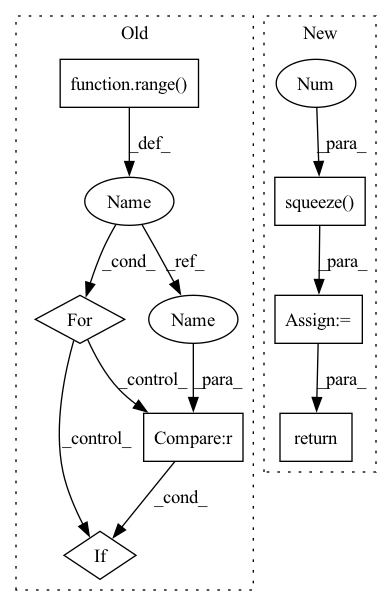 Old
New
function.range()
Num
_def_
_para_
Name
squeeze()
_cond_
_ref_
_para_
For
Name
Assign:=
_control_
_para_
_para_
_control_
Compare:r
return
_cond_
If